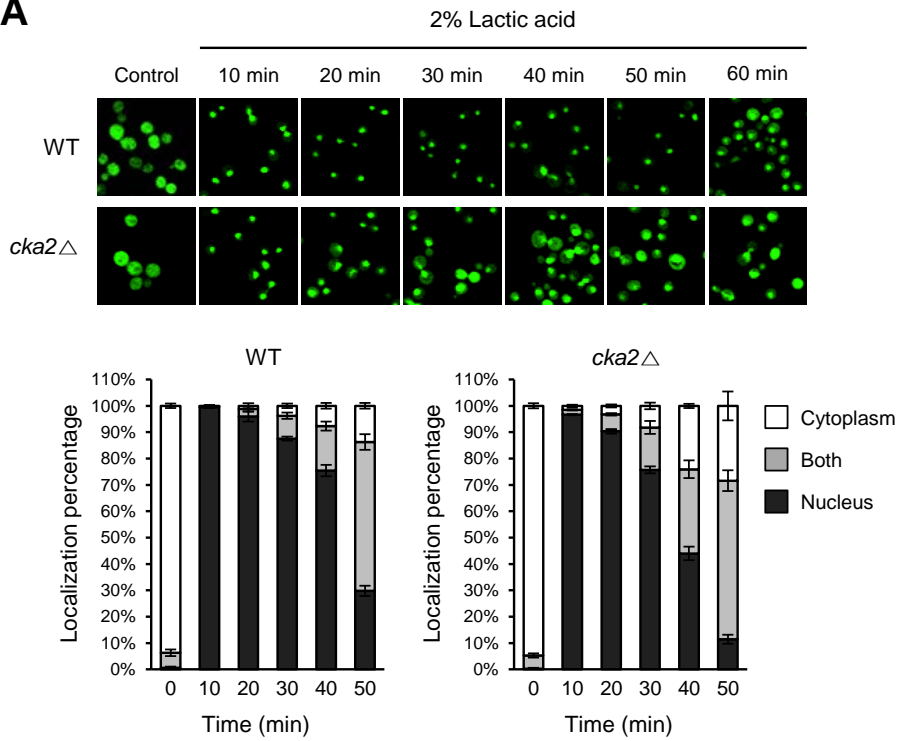 A
2% Lactic acid
Control 10 min 20 min 30 min 40 min 50 min 60 min
WT
cka2△
WT
cka2△
110%
100%
90%
80%
70%
60%
50%
40%
30%
20%
10%
0%
Localization percentage
0 10 20 30 40 50
Time (min)
110%
100%
90%
80%
70%
60%
50%
40%
30%
20%
10%
0%
Localization percentage
0 10 20 30 40 50
Time (min)
Cytoplasm
Both
Nucleus